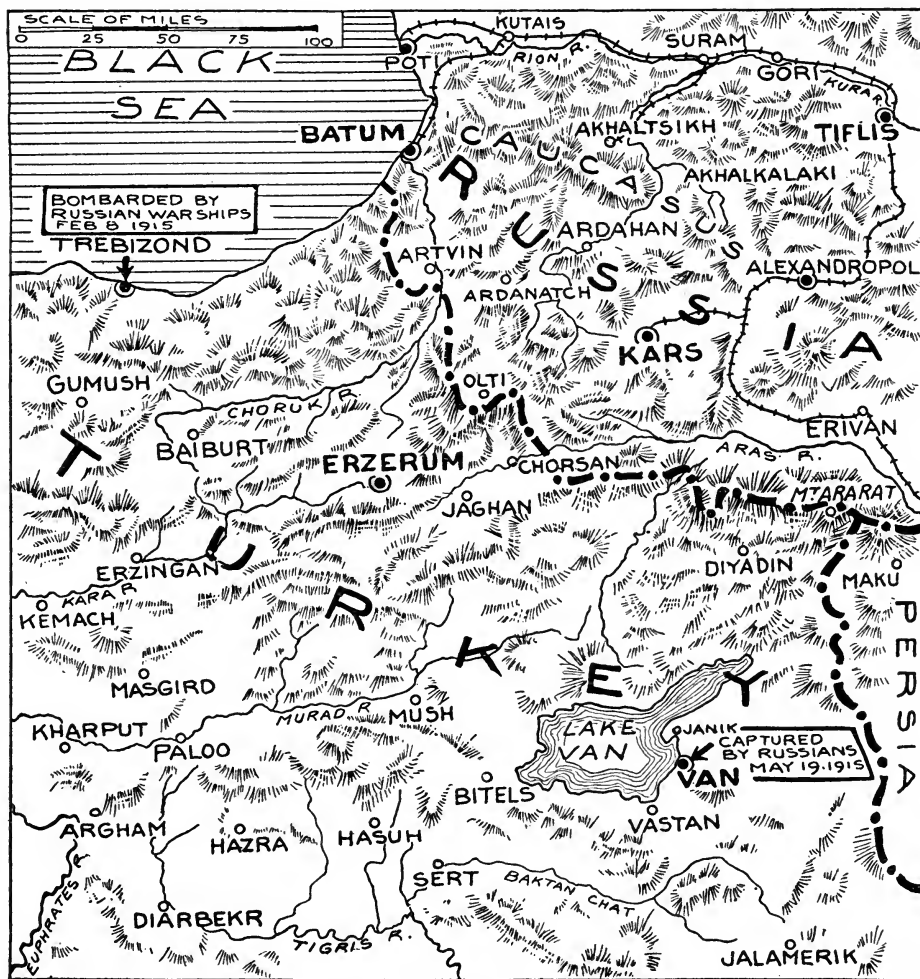 SCALE OF MILES
0 25 50 75 100
BLACK
SEA
POTI
KUTAIS
RION R.
SURAM
GORI
KURA R.
TIFLIS
BATUM
AKHALTSIKH
CAUCASUS
AKHALKALAKI
BOMBARDED BY
RUSSIAN WARSHIPS
FEB 8 1915
TREBIZOND
ARTVIN
ARDAHAN
ARDANATCH
ALEXANDROPOL
RUSSIA
KARS
GUMUSH
OLTI
CHORUK R.
BAIBURT
ERIVAN
ERZERUM
CHORSAN
ARAS R.
JAGHAN
MT ARARAT
TURKEY
ERZINGAN
DIYADIN
MAKU
KARA R.
KEMACH
PERSIA
MASGIRD
MURAD R.
MUSH
KHARPUT
PALOO
LAKE
VAN
JANIK
CAPTURED
BY RUSSIANS
MAY 19·1915
VAN
BITELS
VASTAN
ARGHAM
HAZRA
HASUH
SERT
BAKTAN
CHAT
EUPHRATES R.
DIARBEKR
TIGRIS R.
JALAMERIK